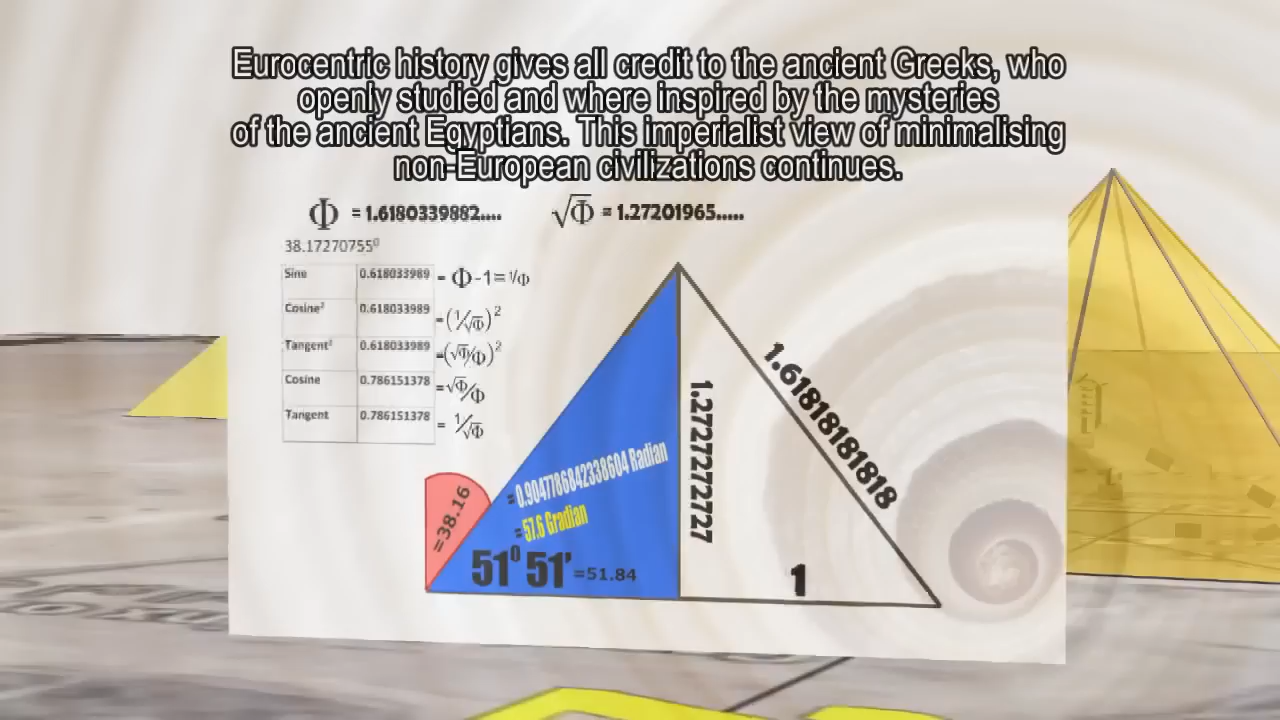 Eurocentric history gives all credit to the ancient Greeks, who
openly studied and where inspired by the mysteries
of the ancient Egyptians. This imperialist view of minimalising
non-European civilizations continues.
Φ = 1.6180339882.... √Φ = 1.27201965.....
38.17270755⁰
Sine 0.618033989 = Φ-1=¹/Φ
Cosine² 0.618033989 =(¹/√Φ)²
Tangent² 0.618033989 =(√Φ/Φ)²
Cosine 0.786151378 =√Φ/Φ
Tangent 0.786151378 = ¹/√Φ
1.61818181818
1.27272727272
=38.16
= 0.9047786842338604 Radian
=57.6 Gradian
51⁰ 51' =51.84
1